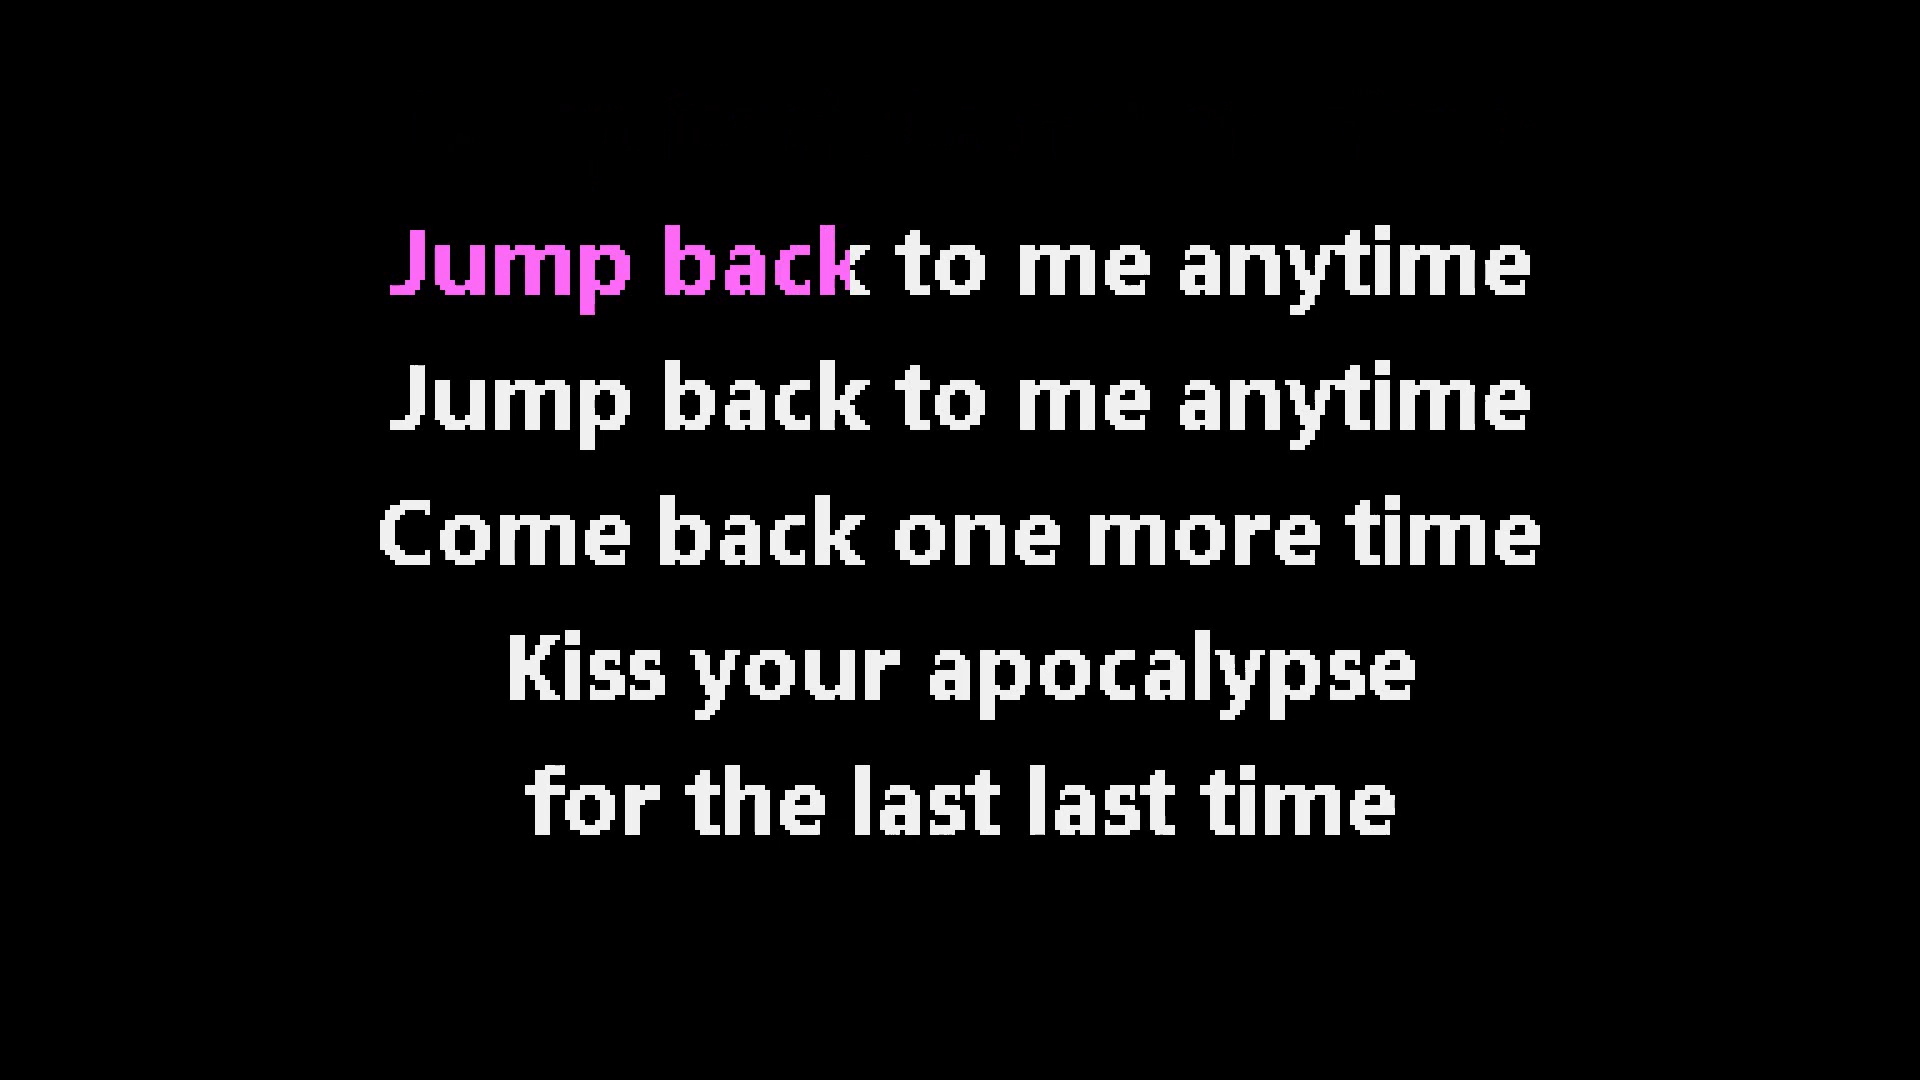 Jump back to me anytime
Jump back to me anytime
Come back one more time
Kiss your apocalypse
for the last last time